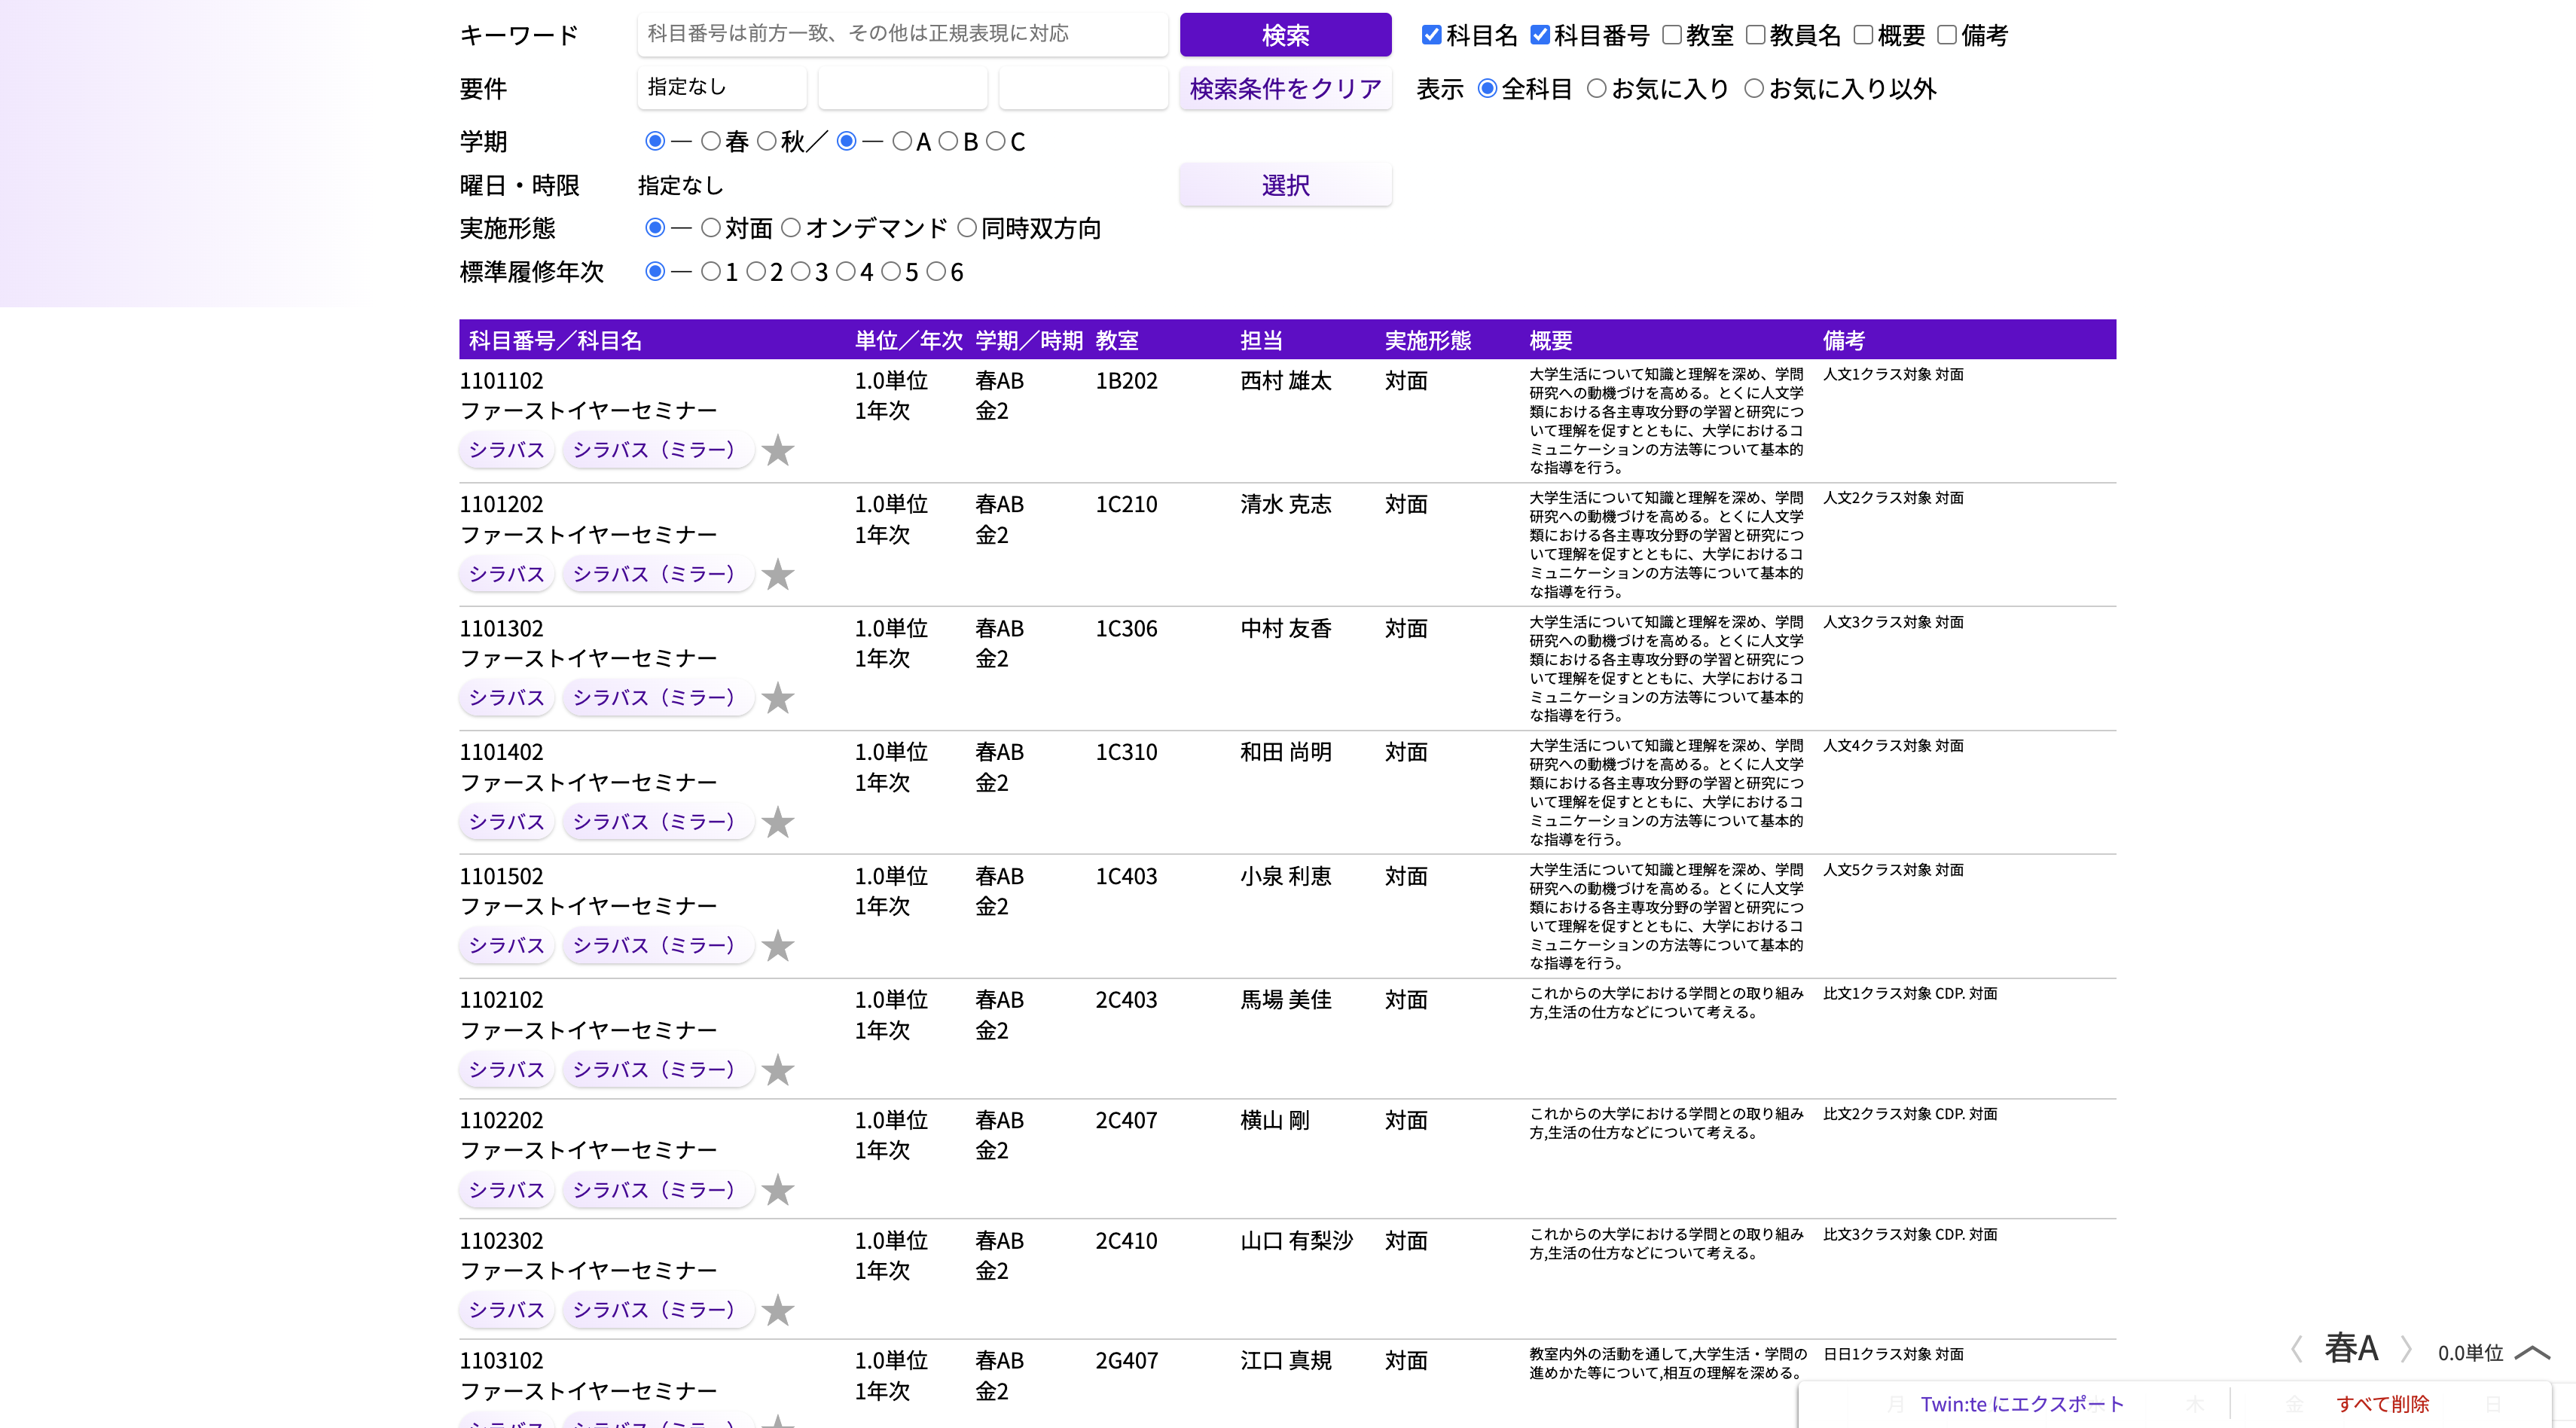 キーワード 科目番号は前方一致、その他は正規表現に対応 検索 科目名 科目番号 教室 教員名 概要 備考
要件 指定なし 検索条件をクリア 表示 全科目 お気に入り お気に入り以外
学期 — 春 秋／ — A B C
曜日・時限 指定なし 選択
実施形態 — 対面 オンデマンド 同時双方向
標準履修年次 — 1 2 3 4 5 6
科目番号／科目名 単位／年次 学期／時期 教室 担当 実施形態 概要 備考
1101102 1.0単位 春AB 1B202 西村 雄太 対面
ファーストイヤーセミナー 1年次 金2
シラバス シラバス（ミラー） ★
大学生活について知識と理解を深め、学問
研究への動機づけを高める。とくに人文学
類における各主専攻分野の学習と研究につ
いて理解を促すとともに、大学におけるコ
ミュニケーションの方法等について基本的
な指導を行う。
人文1クラス対象 対面
1101202 1.0単位 春AB 1C210 清水 克志 対面
ファーストイヤーセミナー 1年次 金2
シラバス シラバス（ミラー） ★
大学生活について知識と理解を深め、学問
研究への動機づけを高める。とくに人文学
類における各主専攻分野の学習と研究につ
いて理解を促すとともに、大学におけるコ
ミュニケーションの方法等について基本的
な指導を行う。
人文2クラス対象 対面
1101302 1.0単位 春AB 1C306 中村 友香 対面
ファーストイヤーセミナー 1年次 金2
シラバス シラバス（ミラー） ★
大学生活について知識と理解を深め、学問
研究への動機づけを高める。とくに人文学
類における各主専攻分野の学習と研究につ
いて理解を促すとともに、大学におけるコ
ミュニケーションの方法等について基本的
な指導を行う。
人文3クラス対象 対面
1101402 1.0単位 春AB 1C310 和田 尚明 対面
ファーストイヤーセミナー 1年次 金2
シラバス シラバス（ミラー） ★
大学生活について知識と理解を深め、学問
研究への動機づけを高める。とくに人文学
類における各主専攻分野の学習と研究につ
いて理解を促すとともに、大学におけるコ
ミュニケーションの方法等について基本的
な指導を行う。
人文4クラス対象 対面
1101502 1.0単位 春AB 1C403 小泉 利恵 対面
ファーストイヤーセミナー 1年次 金2
シラバス シラバス（ミラー） ★
大学生活について知識と理解を深め、学問
研究への動機づけを高める。とくに人文学
類における各主専攻分野の学習と研究につ
いて理解を促すとともに、大学におけるコ
ミュニケーションの方法等について基本的
な指導を行う。
人文5クラス対象 対面
1102102 1.0単位 春AB 2C403 馬場 美佳 対面
ファーストイヤーセミナー 1年次 金2
シラバス シラバス（ミラー） ★
これからの大学における学問との取り組み
方,生活の仕方などについて考える。
比文1クラス対象 CDP. 対面
1102202 1.0単位 春AB 2C407 横山 剛 対面
ファーストイヤーセミナー 1年次 金2
シラバス シラバス（ミラー） ★
これからの大学における学問との取り組み
方,生活の仕方などについて考える。
比文2クラス対象 CDP. 対面
1102302 1.0単位 春AB 2C410 山口 有梨沙 対面
ファーストイヤーセミナー 1年次 金2
シラバス シラバス（ミラー） ★
これからの大学における学問との取り組み
方,生活の仕方などについて考える。
比文3クラス対象 CDP. 対面
1103102 1.0単位 春AB 2G407 江口 真規 対面
ファーストイヤーセミナー 1年次 金2
シラバス シラバス（ミラー） ★
教室内外の活動を通して,大学生活・学問の
進めかた等について,相互の理解を深める。
日日1クラス対象 対面
春A 0.0単位
月 木 金 日
Twin:te にエクスポート すべて削除